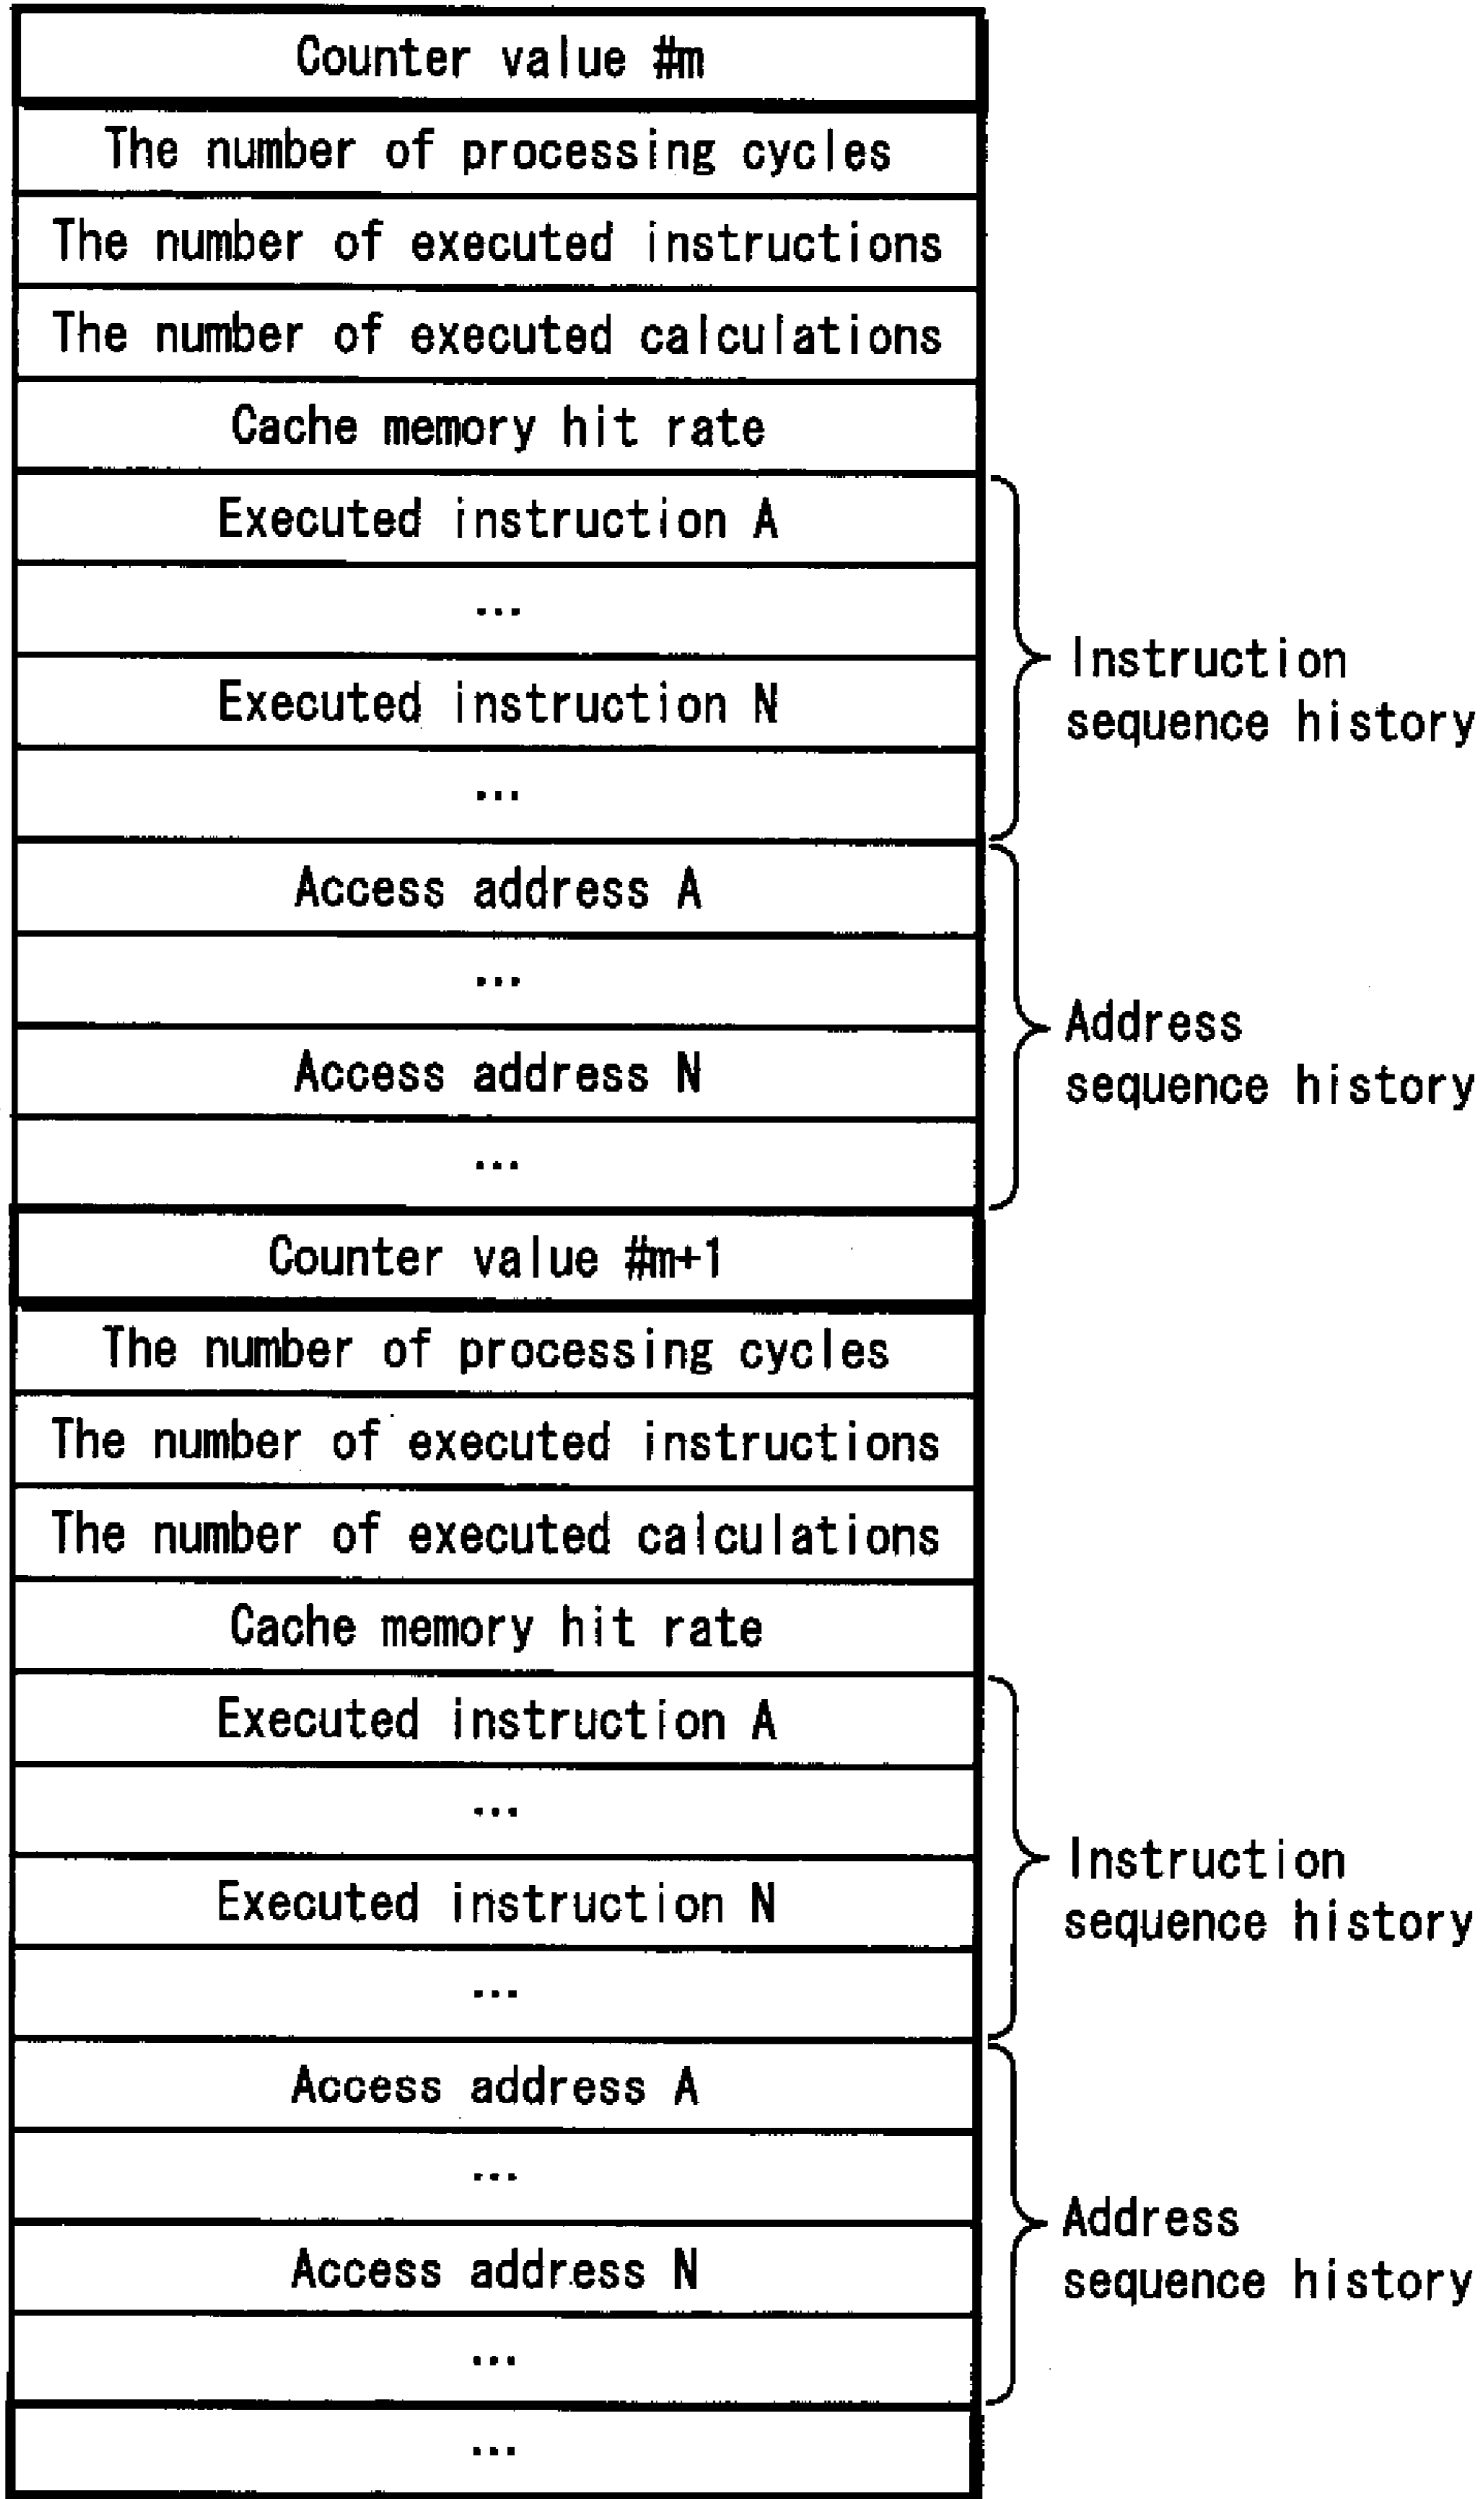 Counter value #m
The number of processing cycles
The number of executed instructions
The number of executed calculations
Cache memory hit rate
Executed instruction A
...
Executed instruction N
...
Instruction
sequence history
Access address A
...
Access address N
...
Address
sequence history
Counter value #m+1
The number of processing cycles
The number of executed instructions
The number of executed calculations
Cache memory hit rate
Executed instruction A
...
Executed instruction N
...
Instruction
sequence history
Access address A
...
Access address N
...
Address
sequence history
...